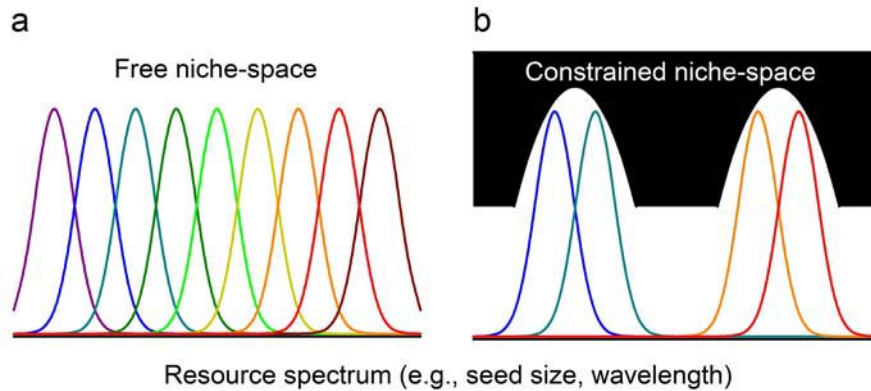 a
Free niche-space
b
Constrained niche-space
Resource spectrum (e.g., seed size, wavelength)